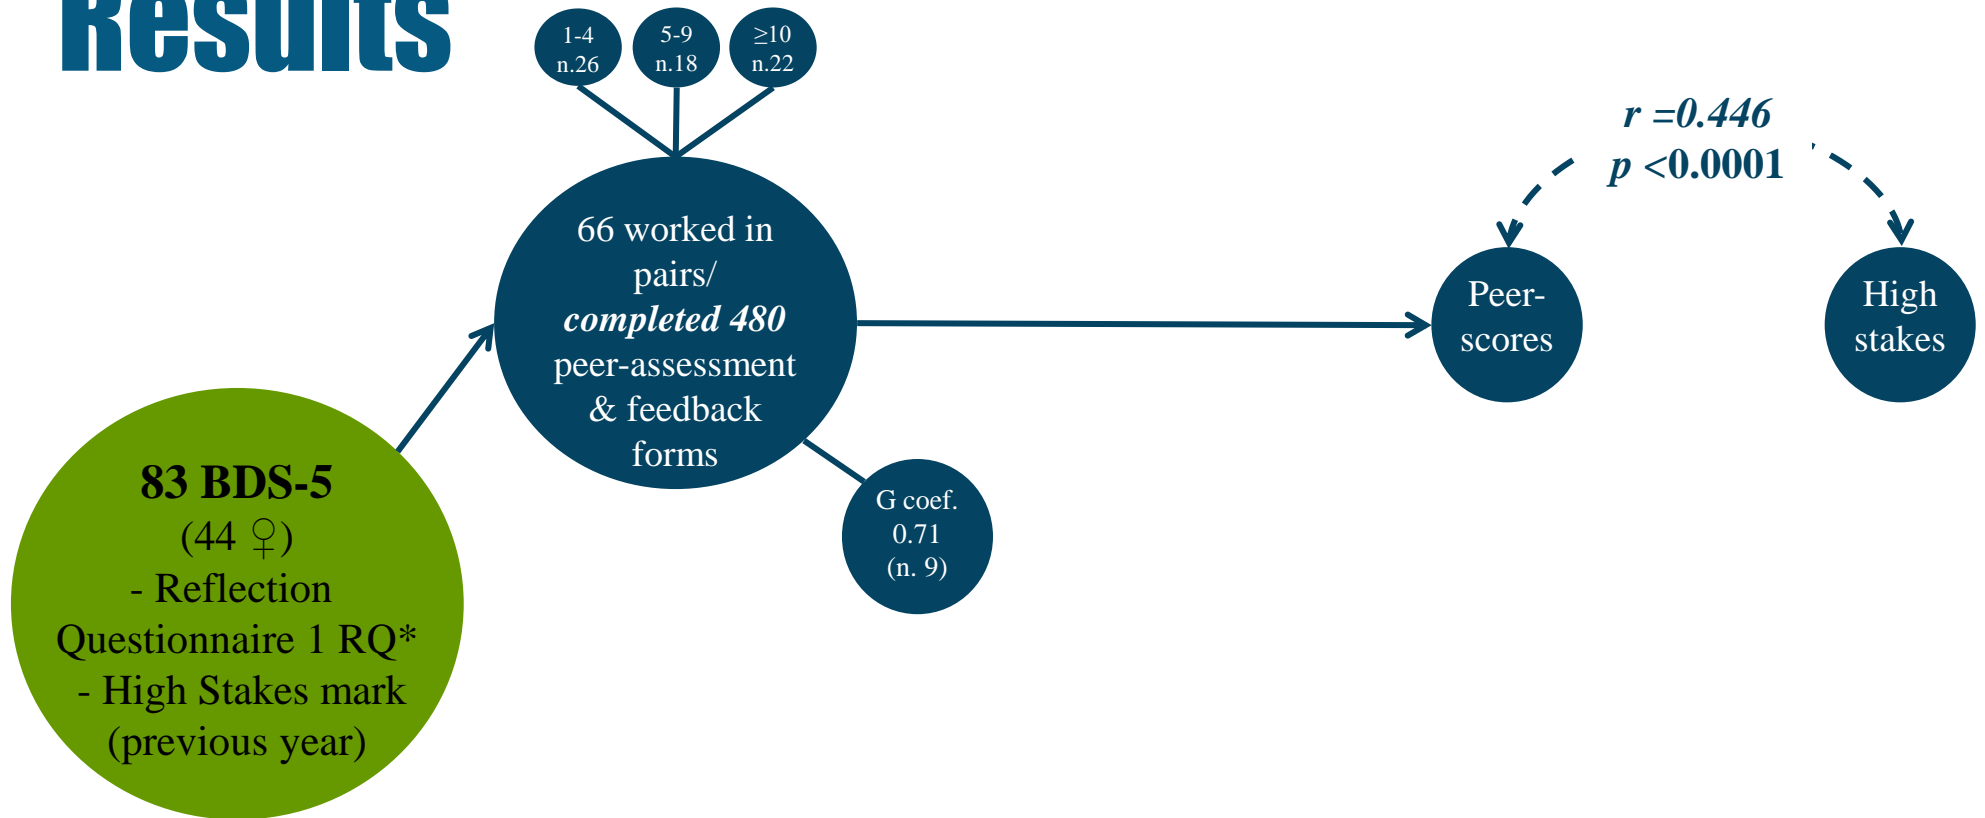 Results
1-4
n.26
5-9
n.18
≥10
n.22
r =0.446
p <0.0001
66 worked in
pairs/
completed 480
peer-assessment
& feedback
forms
Peer-
scores
High
stakes
83 BDS-5
(44 ♀)
- Reflection
Questionnaire 1 RQ*
- High Stakes mark
(previous year)
G coef.
0.71
(n. 9)